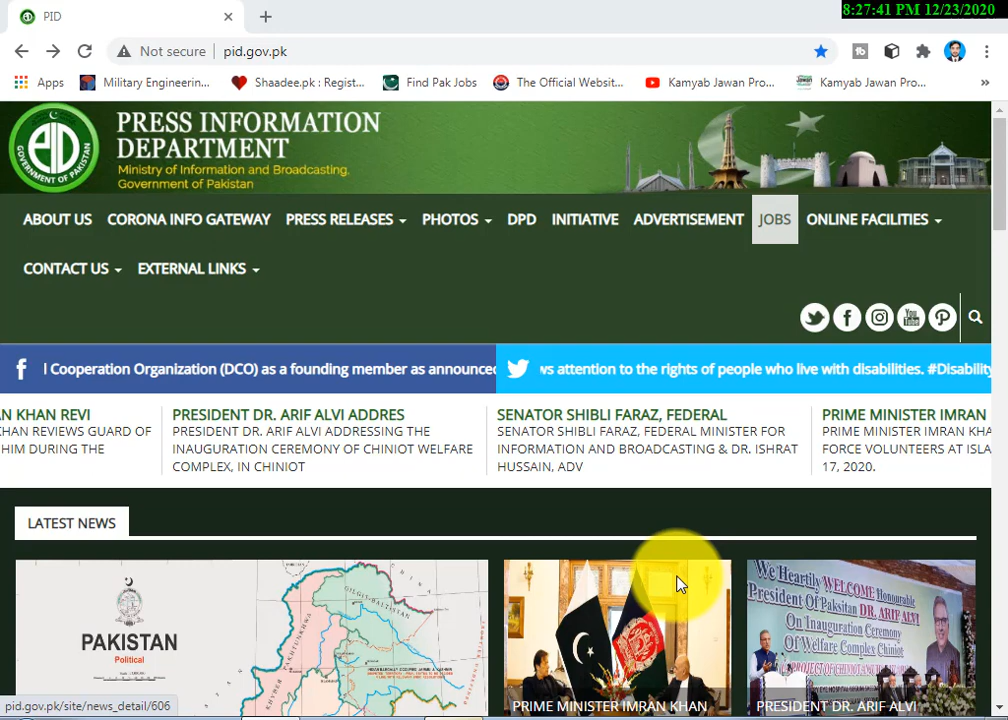 8:27:41 PM 12/23/2020
PID
Not secure
pid.gov.pk
Apps
Military Engineerin...
Shaadee.pk : Regist...
Find Pak Jobs
The Official Websit...
Kamyab Jawan Pro...
Kamyab Jawan Pro...
»
PRESS INFORMATION
DEPARTMENT
Ministry of Information and Broadcasting.
Government of Pakistan
ABOUT US
CORONA INFO GATEWAY
PRESS RELEASES
PHOTOS
DPD
INITIATIVE
ADVERTISEMENT
JOBS
ONLINE FACILITIES
CONTACT US
EXTERNAL LINKS
l Cooperation Organization (DCO) as a founding member as announced
ws attention to the rights of people who live with disabilities. #Disability
AN KHAN REVI
KHAN REVIEWS GUARD OF
HIM DURING THE
PRESIDENT DR. ARIF ALVI ADDRES
PRESIDENT DR. ARIF ALVI ADDRESSING THE
INAUGURATION CEREMONY OF CHINIOT WELFARE
COMPLEX, IN CHINIOT
SENATOR SHIBLI FARAZ, FEDERAL
SENATOR SHIBLI FARAZ, FEDERAL MINISTER FOR
INFORMATION AND BROADCASTING & DR. ISHRAT
HUSSAIN, ADV
PRIME MINISTER IMRAN
PRIME MINISTER IMRAN KHA
FORCE VOLUNTEERS AT ISLA
17, 2020.
LATEST NEWS
PAKISTAN
Political
GILGIT-BALTISTAN
KHYBER
We Heartily WELCOME Honourable
President Of Paksitan DR. ARIF ALVI
On Inauguration Ceremony
Of Welfare Complex Chiniot
PRIME MINISTER IMRAN KHAN
PRESIDENT DR. ARIF ALVI
pid.gov.pk/site/news_detail/606